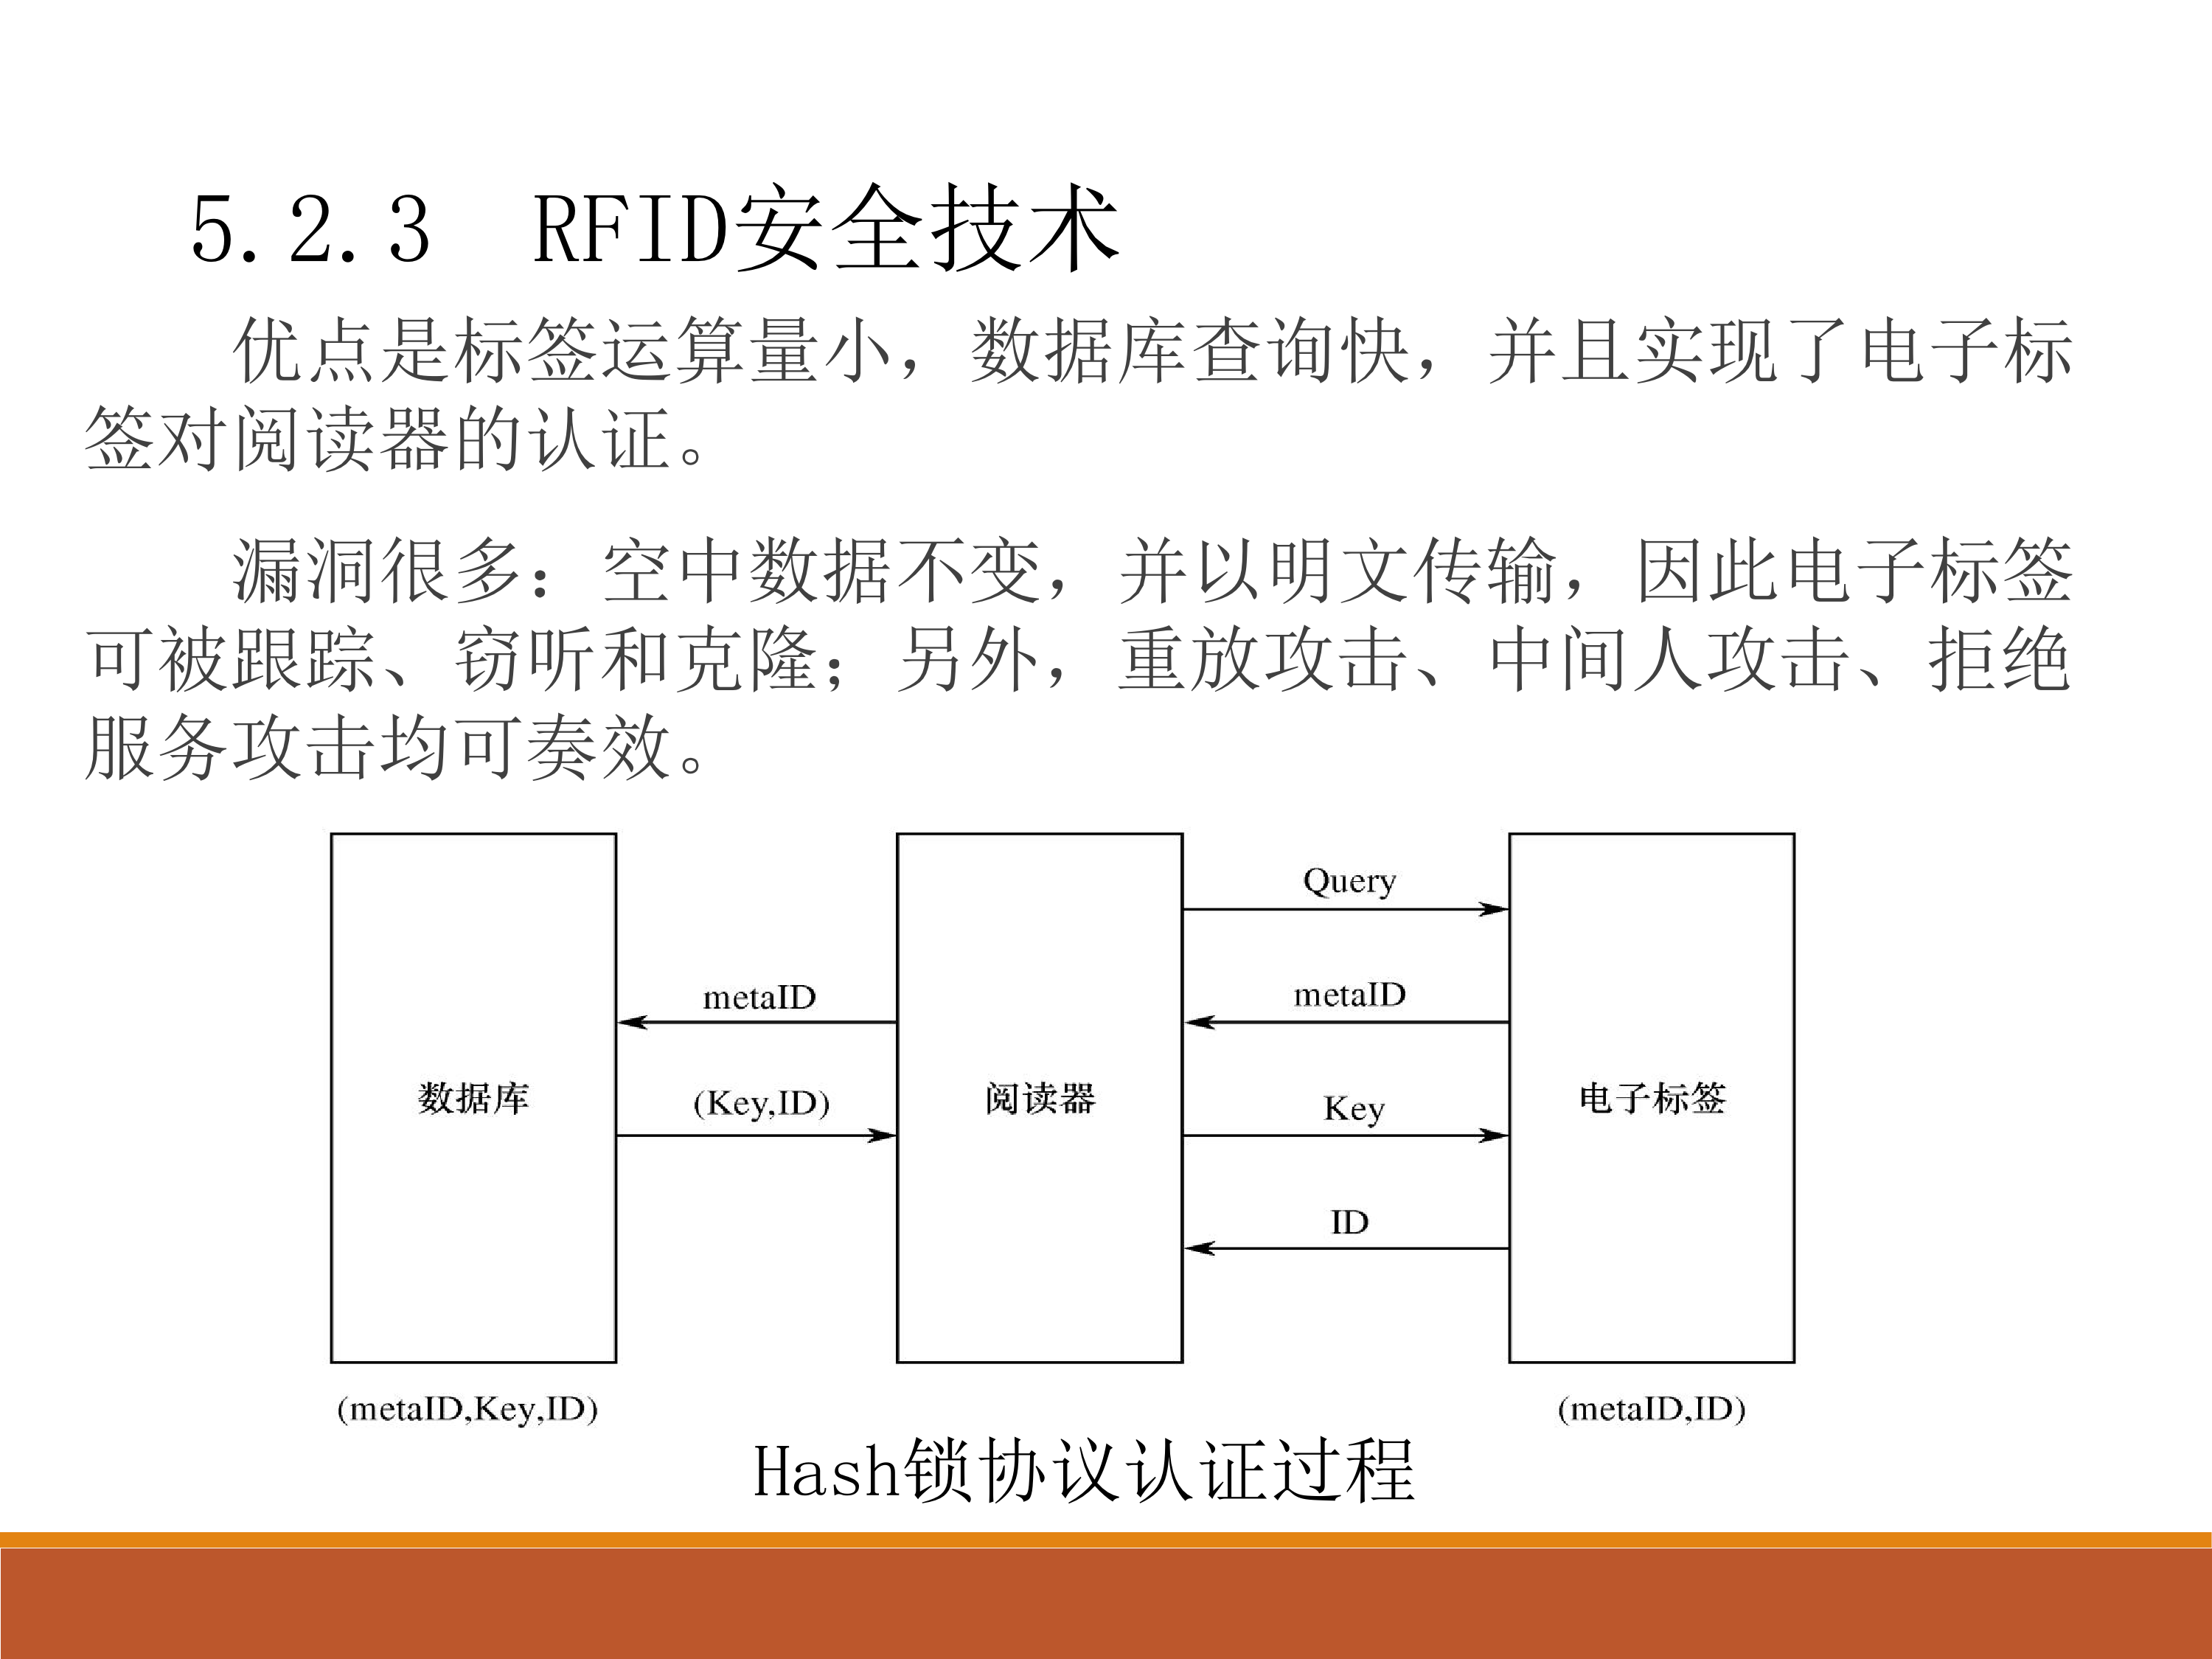 5.2.3 RFID安全技术
优点是标签运算量小，数据库查询快，并且实现了电子标
签对阅读器的认证。
漏洞很多：空中数据不变，并以明文传输，因此电子标签
可被跟踪、窃听和克隆；另外，重放攻击、中间人攻击、拒绝
服务攻击均可奏效。
Query
metaID
metaID
数据库
(Key,ID)
阅读器
Key
电子标签
ID
(metaID,Key,ID)
(metaID,ID)
Hash锁协议认证过程